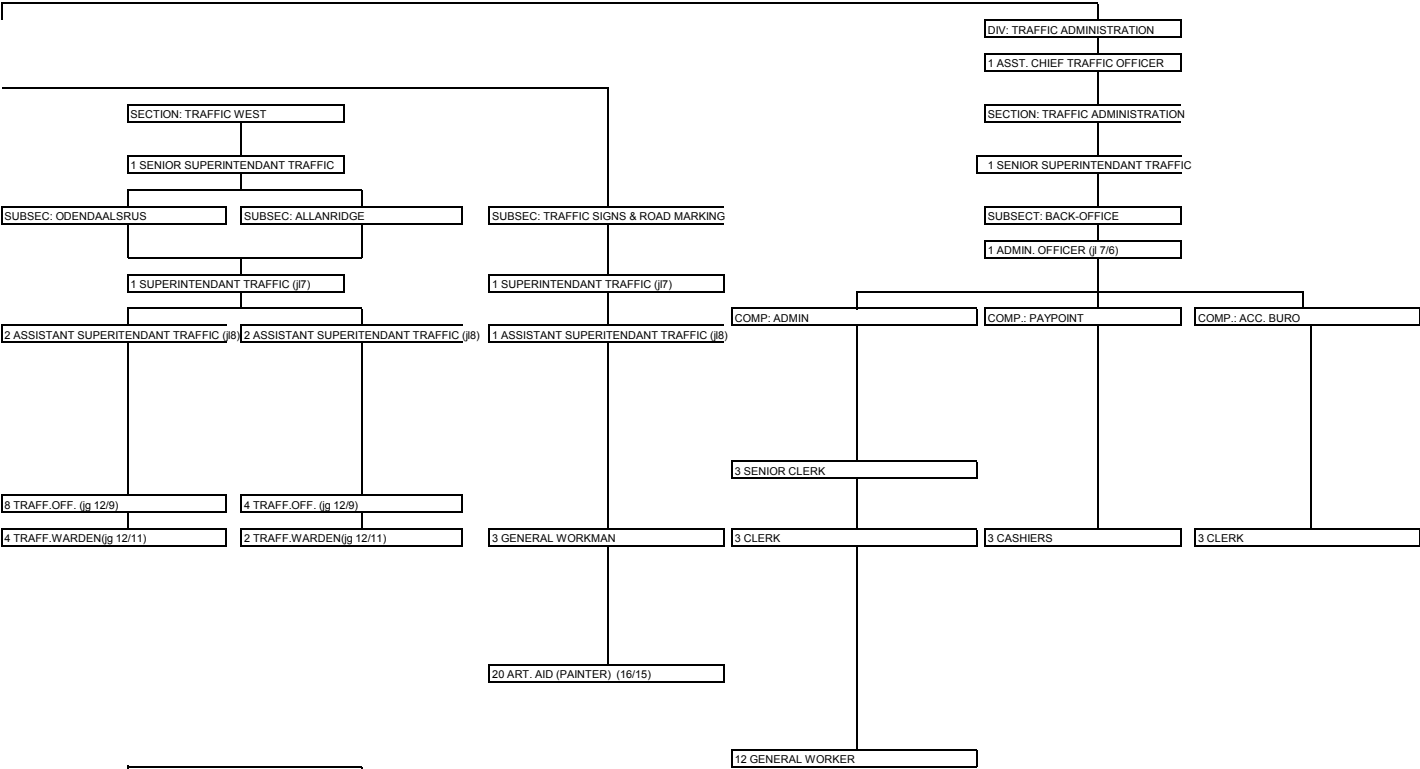 DIV: TRAFFIC ADMINISTRATION
1 ASST. CHIEF TRAFFIC OFFICER
SECTION: TRAFFIC WEST
SECTION: TRAFFIC ADMINISTRATION
1 SENIOR SUPERINTENDANT TRAFFIC
1 SENIOR SUPERINTENDANT TRAFFIC
SUBSEC: ODENDAALSRUS
SUBSEC: ALLANRIDGE
SUBSEC: TRAFFIC SIGNS & ROAD MARKING
SUBSECT: BACK-OFFICE
1 ADMIN. OFFICER (jl 7/6)
1 SUPERINTENDANT TRAFFIC (jl7)
1 SUPERINTENDANT TRAFFIC (jl7)
COMP: ADMIN
COMP.: PAYPOINT
COMP.: ACC. BURO
2 ASSISTANT SUPERITENDANT TRAFFIC (jl8)
2 ASSISTANT SUPERITENDANT TRAFFIC (jl8)
1 ASSISTANT SUPERITENDANT TRAFFIC (jl8)
3 SENIOR CLERK
8 TRAFF.OFF. (jg 12/9)
4 TRAFF.OFF. (jg 12/9)
4 TRAFF.WARDEN(jg 12/11)
2 TRAFF.WARDEN(jg 12/11)
3 GENERAL WORKMAN
3 CLERK
3 CASHIERS
3 CLERK
20 ART. AID (PAINTER)  (16/15)
12 GENERAL WORKER